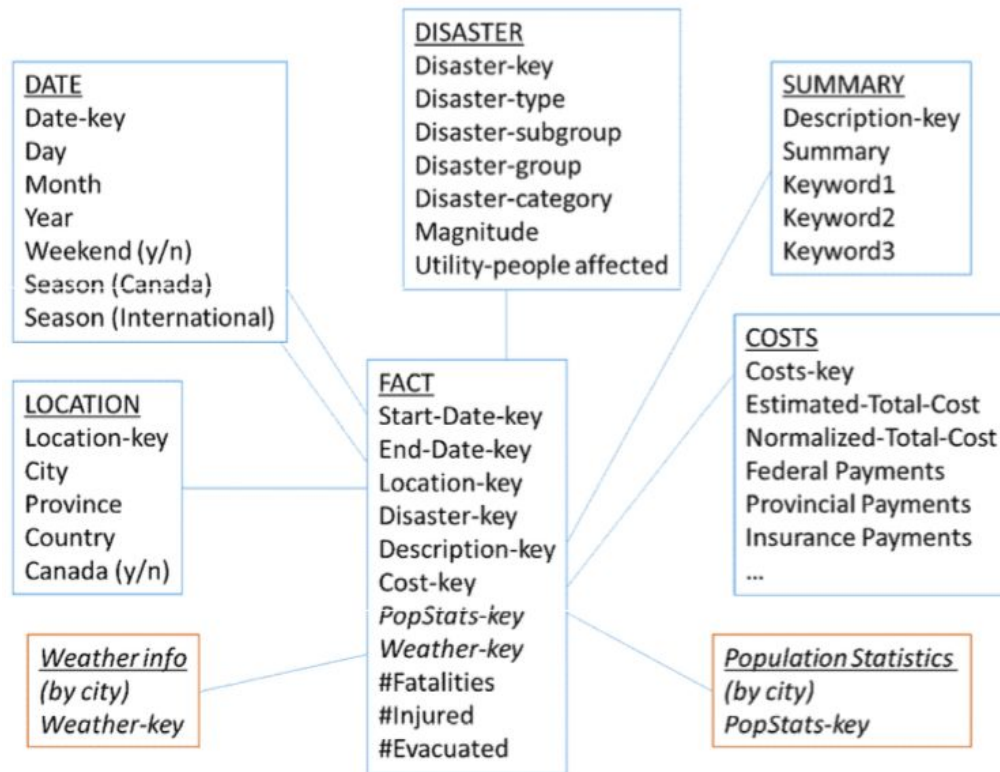 DATE
Date-key
Day
Month
Year
Weekend (y/n)
Season (Canada)
Season (International)
DISASTER
Disaster-key
Disaster-type
Disaster-subgroup
Disaster-group
Disaster-category
Magnitude
Utility-people affected
SUMMARY
Description-key
Summary
Keyword1
Keyword2
Keyword3
LOCATION
Location-key
City
Province
Country
Canada (y/n)
FACT
Start-Date-key
End-Date-key
Location-key
Disaster-key
Description-key
Cost-key
PopStats-key
Weather-key
#Fatalities
#Injured
#Evacuated
COSTS
Costs-key
Estimated-Total-Cost
Normalized-Total-Cost
Federal Payments
Provincial Payments
Insurance Payments
...
Weather info
(by city)
Weather-key
Population Statistics
(by city)
PopStats-key